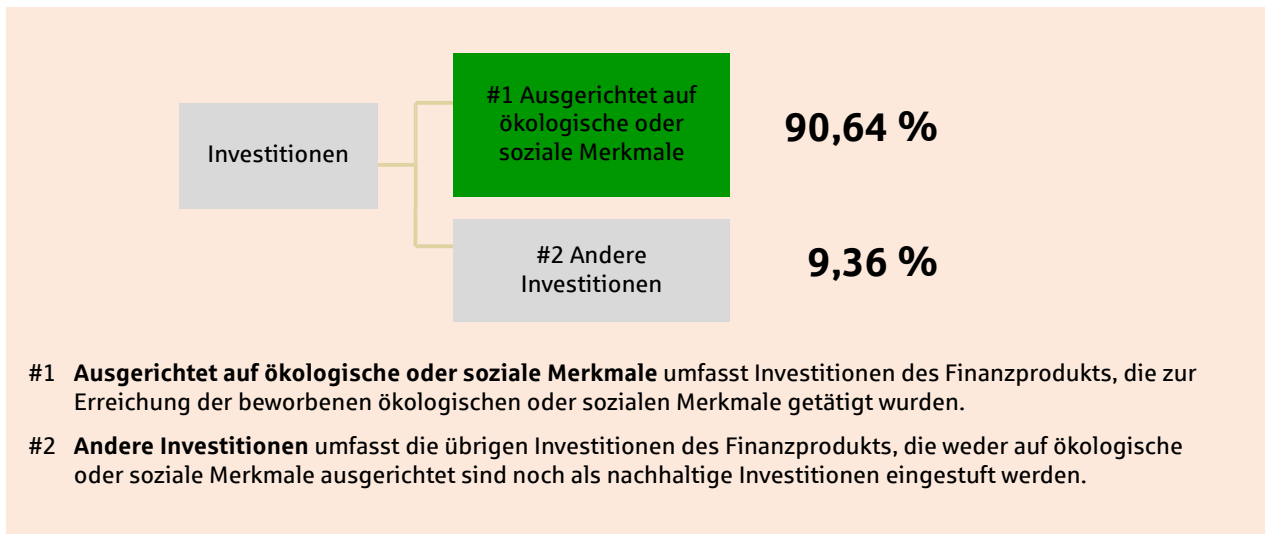 Investitionen
#1 Ausgerichtet auf
ökologische oder
soziale Merkmale
90,64 %
#2 Andere
Investitionen
9,36 %
#1 Ausgerichtet auf ökologische oder soziale Merkmale umfasst Investitionen des Finanzprodukts, die zur
Erreichung der beworbenen ökologischen oder sozialen Merkmale getätigt wurden.
#2 Andere Investitionen umfasst die übrigen Investitionen des Finanzprodukts, die weder auf ökologische
oder soziale Merkmale ausgerichtet sind noch als nachhaltige Investitionen eingestuft werden.